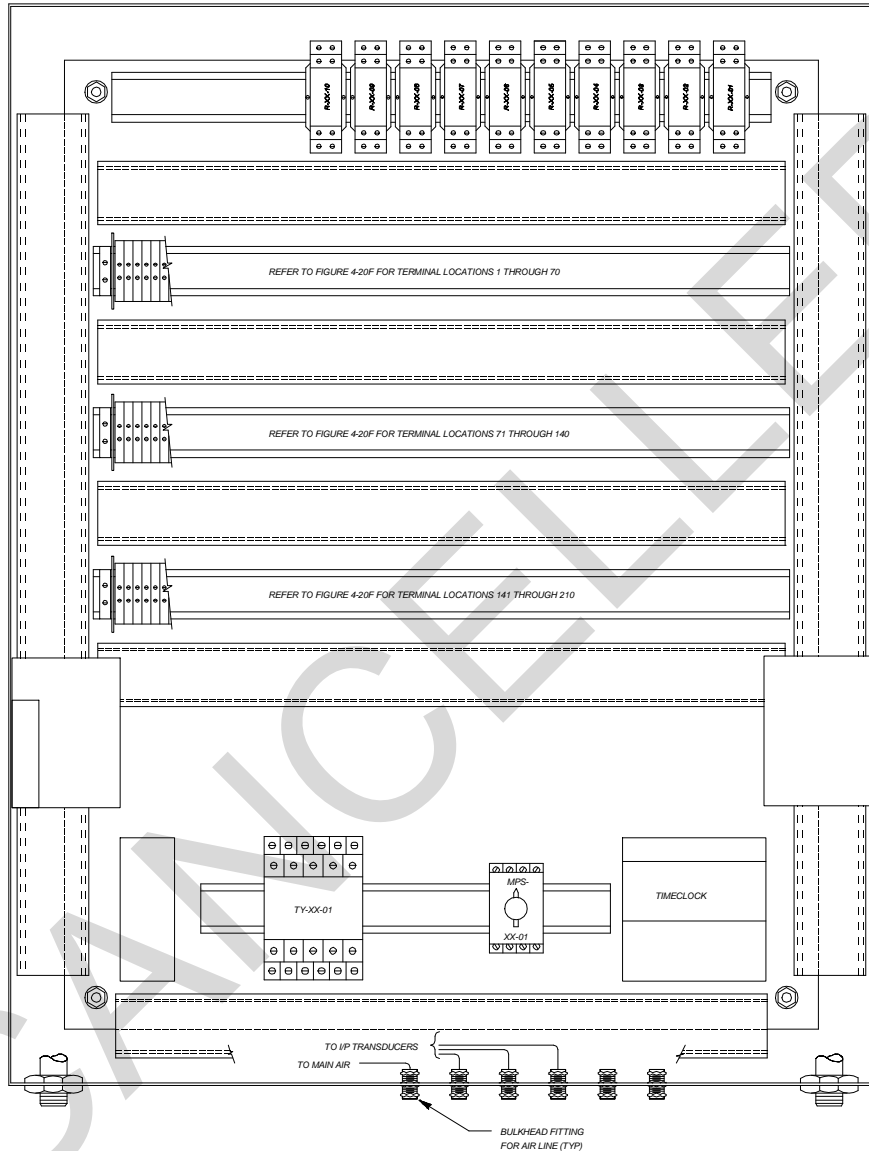 R-XX-10 R-XX-09 R-XX-08 R-XX-07 R-XX-06 R-XX-05 R-XX-04 R-XX-03 R-XX-02 R-XX-01
REFER TO FIGURE 4-20F FOR TERMINAL LOCATIONS 1 THROUGH 70
REFER TO FIGURE 4-20F FOR TERMINAL LOCATIONS 71 THROUGH 140
REFER TO FIGURE 4-20F FOR TERMINAL LOCATIONS 141 THROUGH 210
TY-XX-01
MPS-
XX-01
TIMECLOCK
TO I/P TRANSDUCERS
TO MAIN AIR
BULKHEAD FITTING
FOR AIR LINE (TYP)
CANCELLED